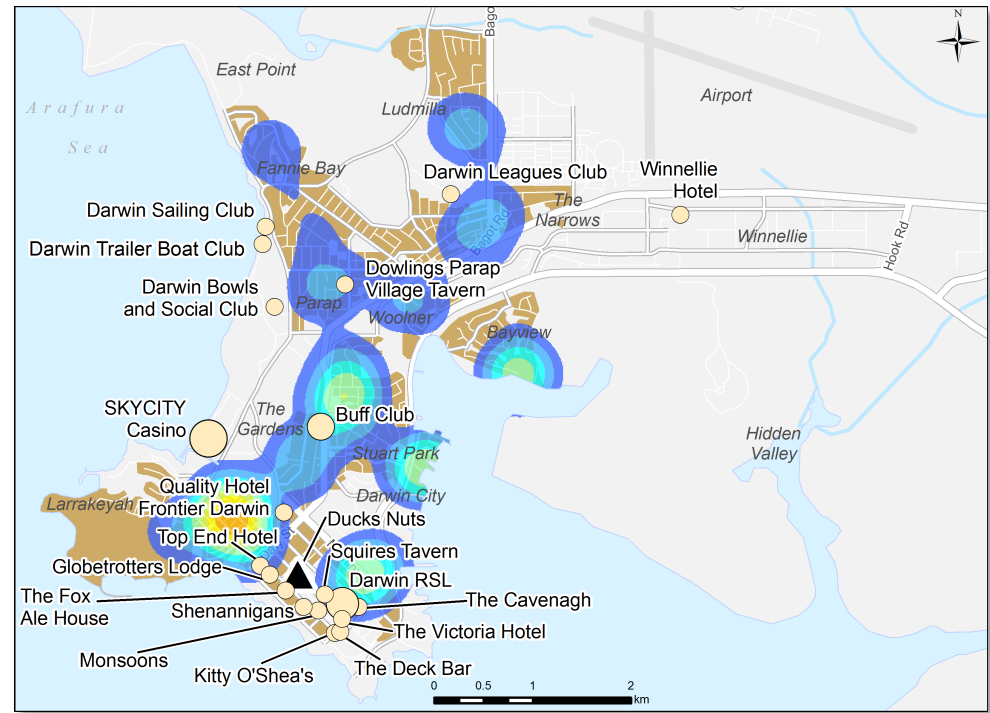 Bago
N
East Point
Arafura
Sea
Ludmilla
Airport
Fannie Bay
Darwin Leagues Club
Winnellie
Hotel
The
Narrows
Darwin Sailing Club
Bagot Rd
Winnellie
Hook Rd
Darwin Trailer Boat Club
Dowlings Parap
Village Tavern
Darwin Bowls
and Social Club
Parap
Woolner
Bayview
SKYCITY
Casino
The
Gardens
Buff Club
Stuart Park
Hidden
Valley
Quality Hotel
Frontier Darwin
Larrakeyah
Darwin City
Ducks Nuts
Top End Hotel
Squires Tavern
Globetrotters Lodge
Darwin RSL
The Fox
Ale House
Shenannigans
The Cavenagh
The Victoria Hotel
Monsoons
Kitty O'Shea's
The Deck Bar
0 0.5 1 2
km